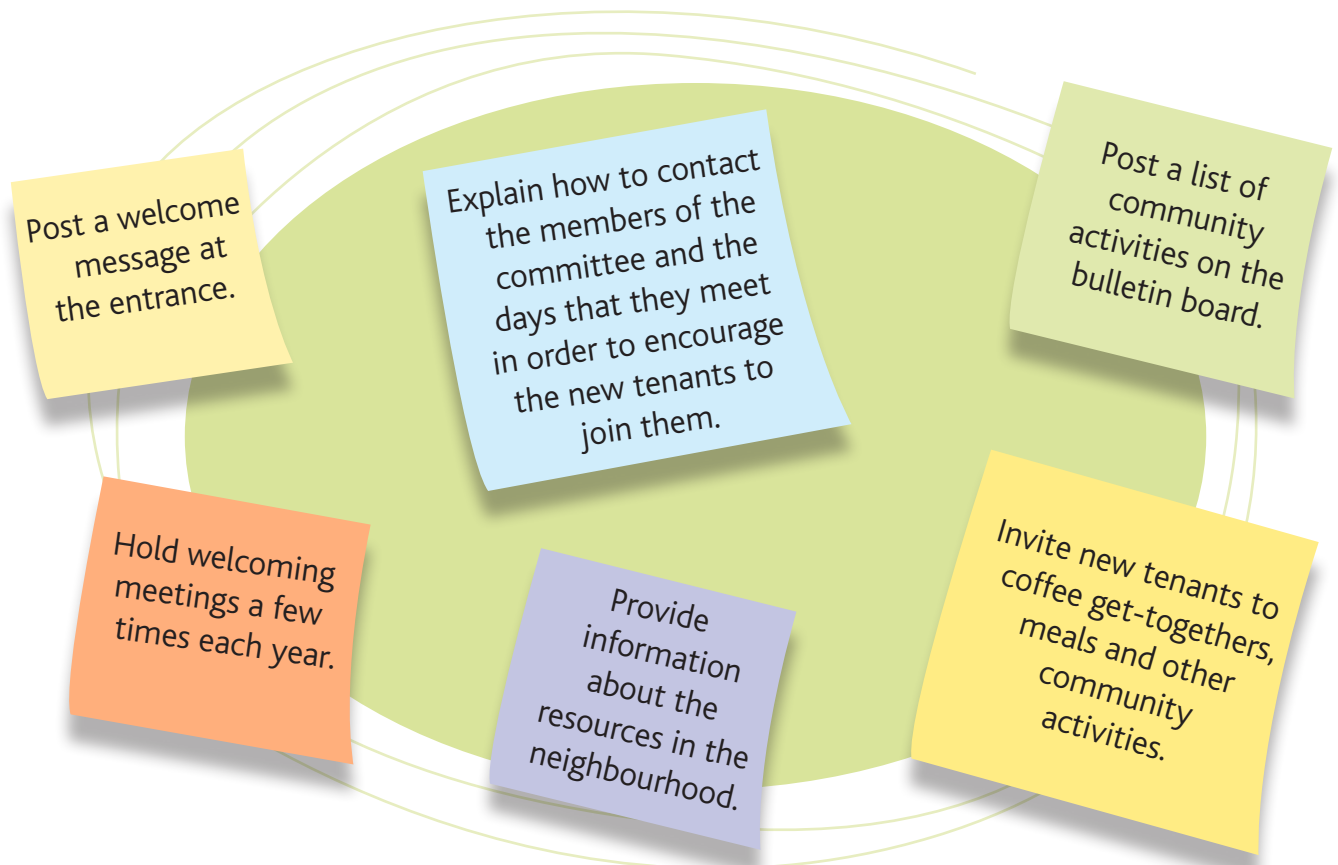 Post a welcome
message at
the entrance.
Explain how to contact
the members of the
committee and the
days that they meet
in order to encourage
the new tenants to
join them.
Post a list of
community
activities on the
bulletin board.
Hold welcoming
meetings a few
times each year.
Provide
information
about the
resources in the
neighbourhood.
Invite new tenants to
coffee get-togethers,
meals and other
community
activities.